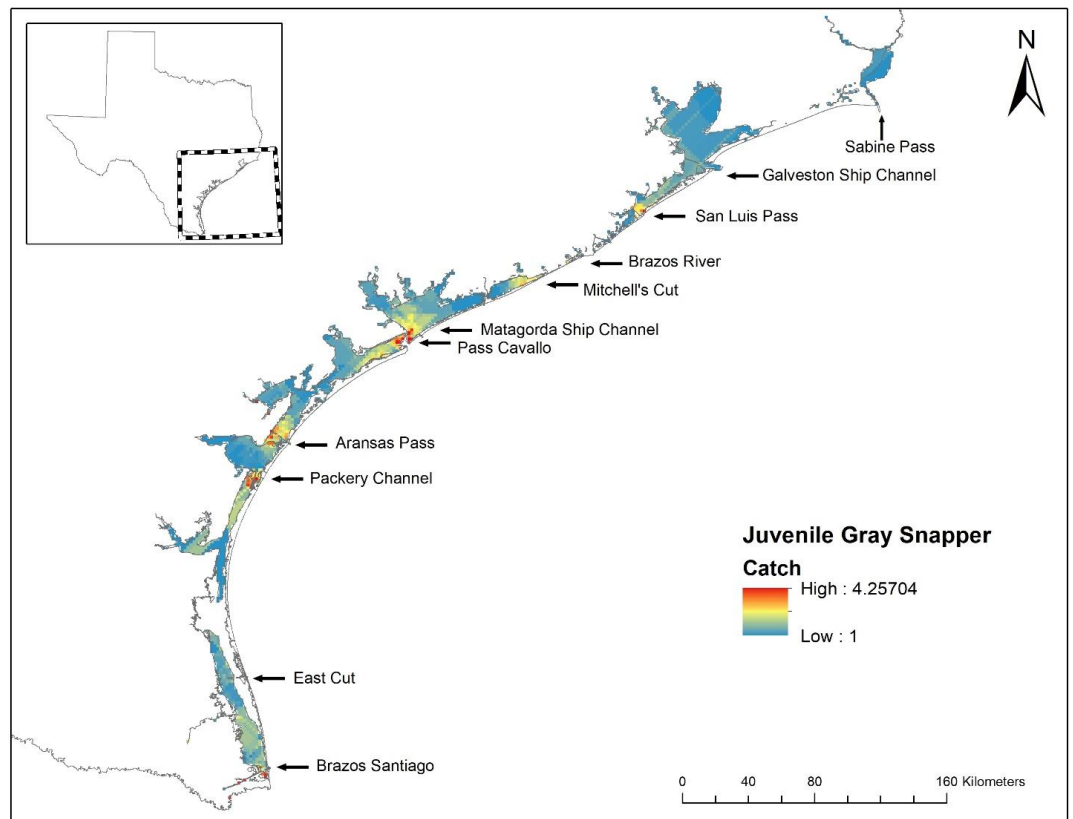 N
Sabine Pass
Galveston Ship Channel
San Luis Pass
Brazos River
Mitchell's Cut
Matagorda Ship Channel
Pass Cavallo
Aransas Pass
Packery Channel
East Cut
Brazos Santiago
Juvenile Gray Snapper
Catch
High : 4.25704
Low : 1
0 40 80 160 Kilometers